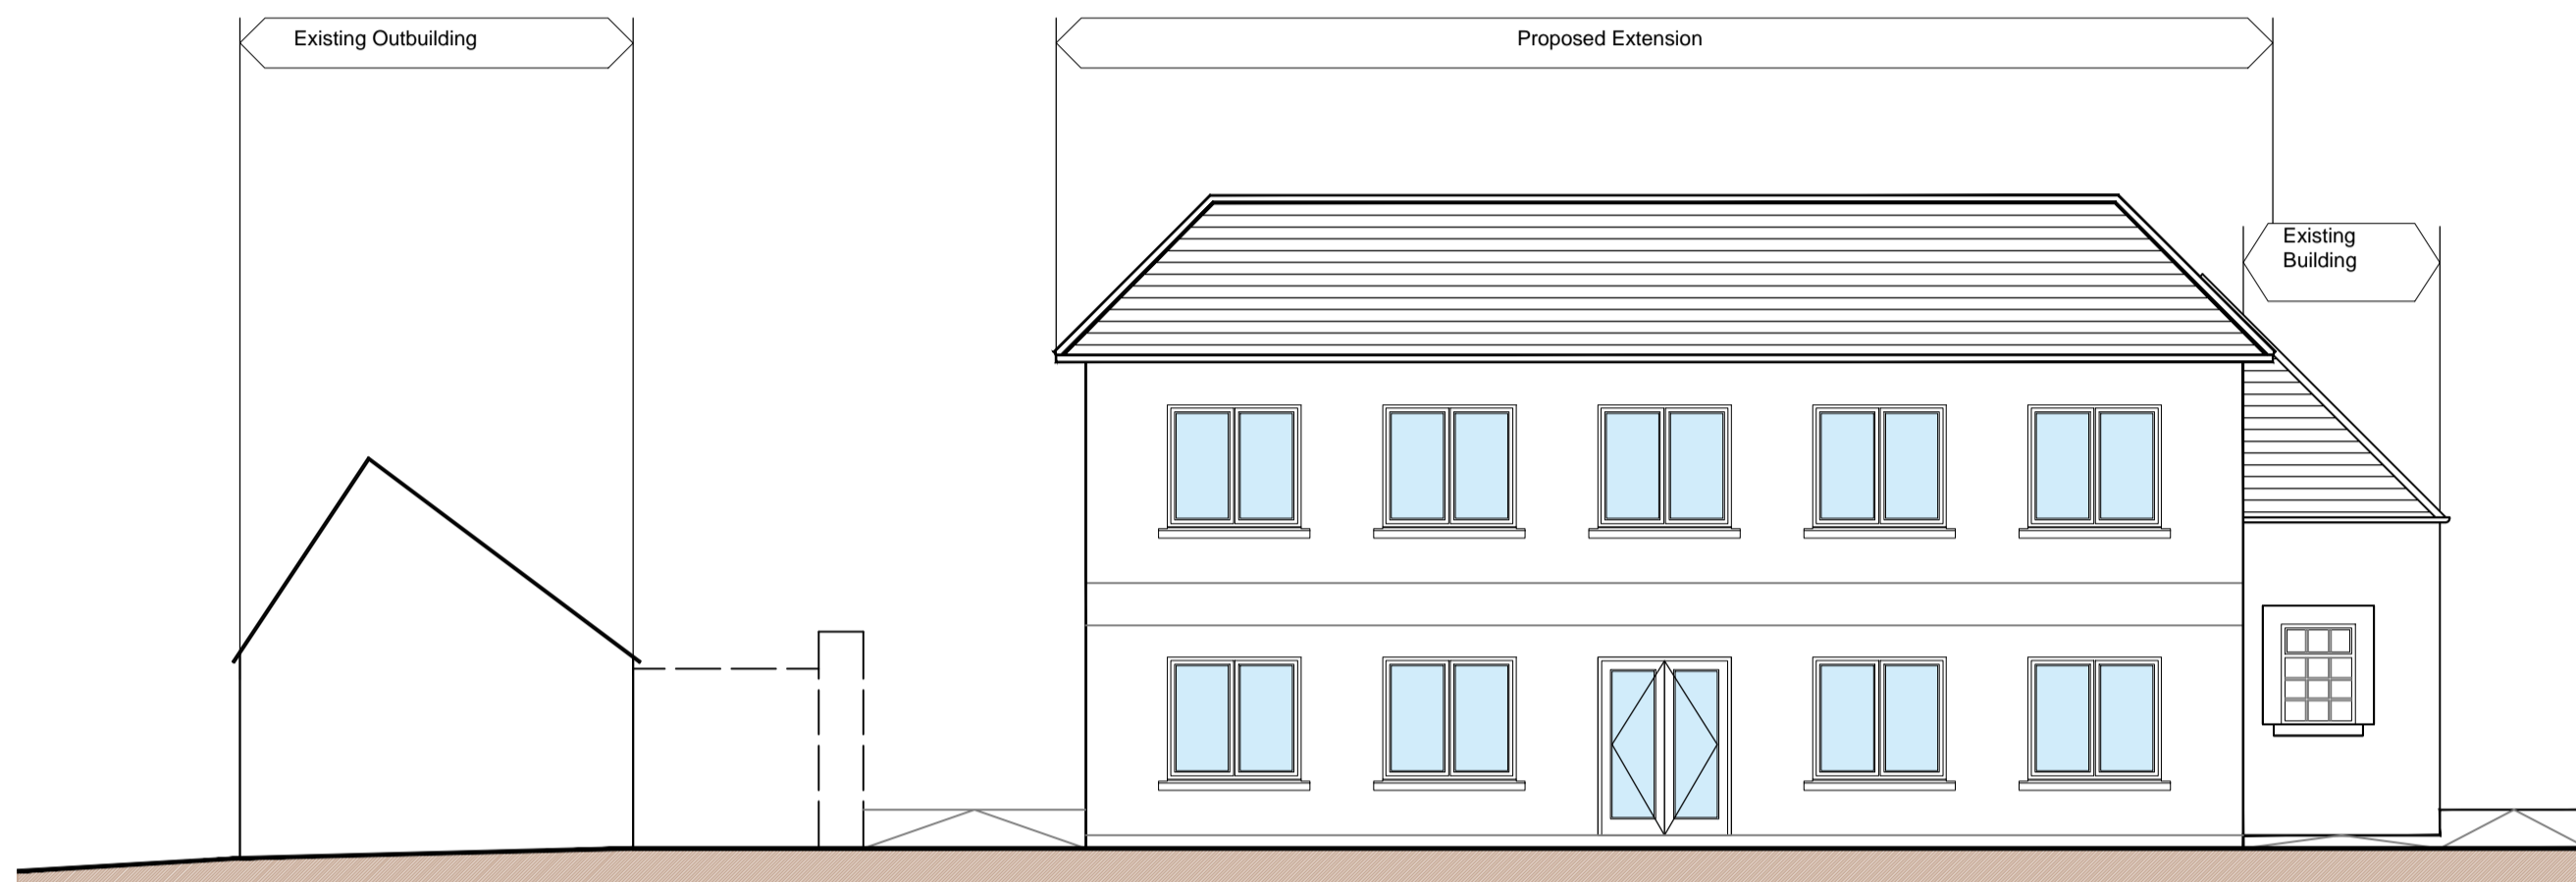 Existing Outbuilding
Proposed Extension
Existing
Building